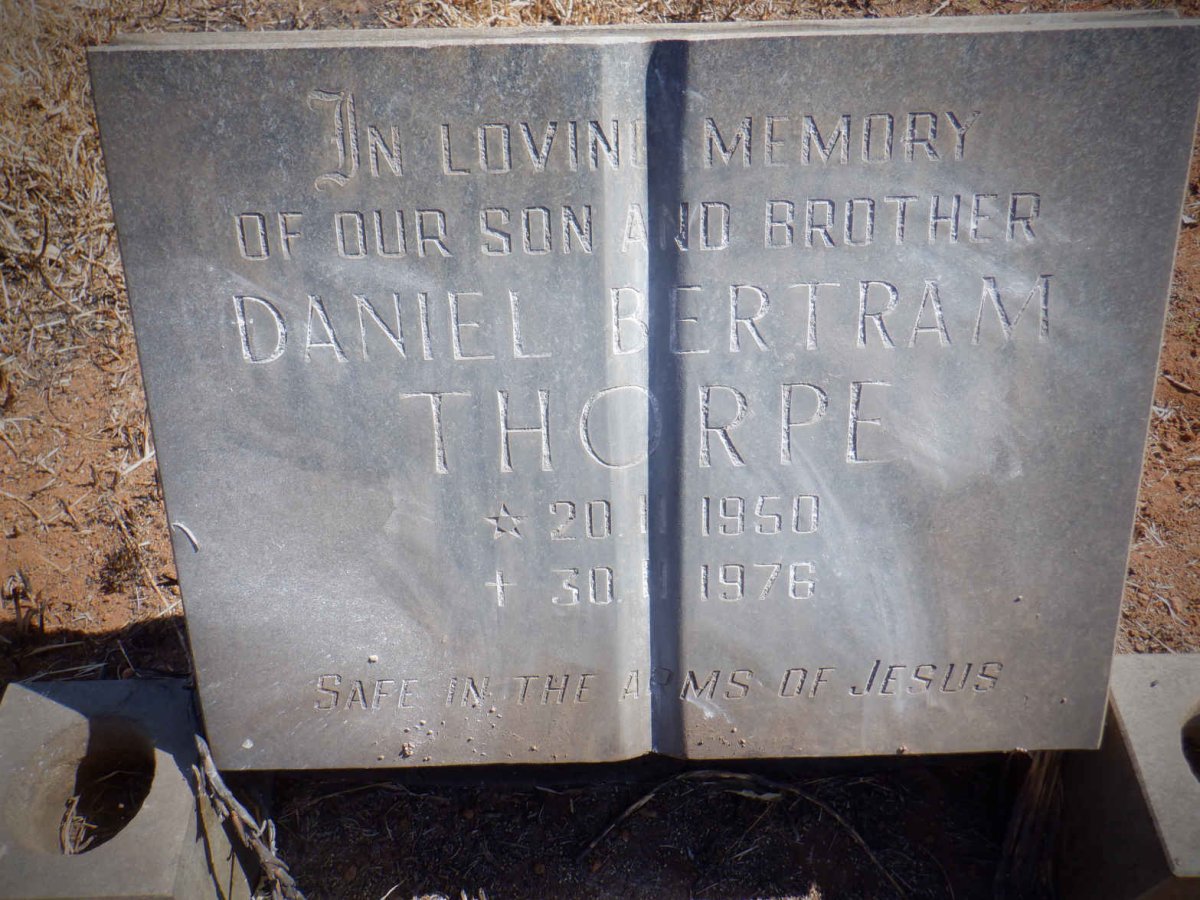 In Loving Memory
of our son and brother
Daniel Bertram
Thorpe
☆ 20. 1950
✝ 30. 1976
Safe in the arms of Jesus